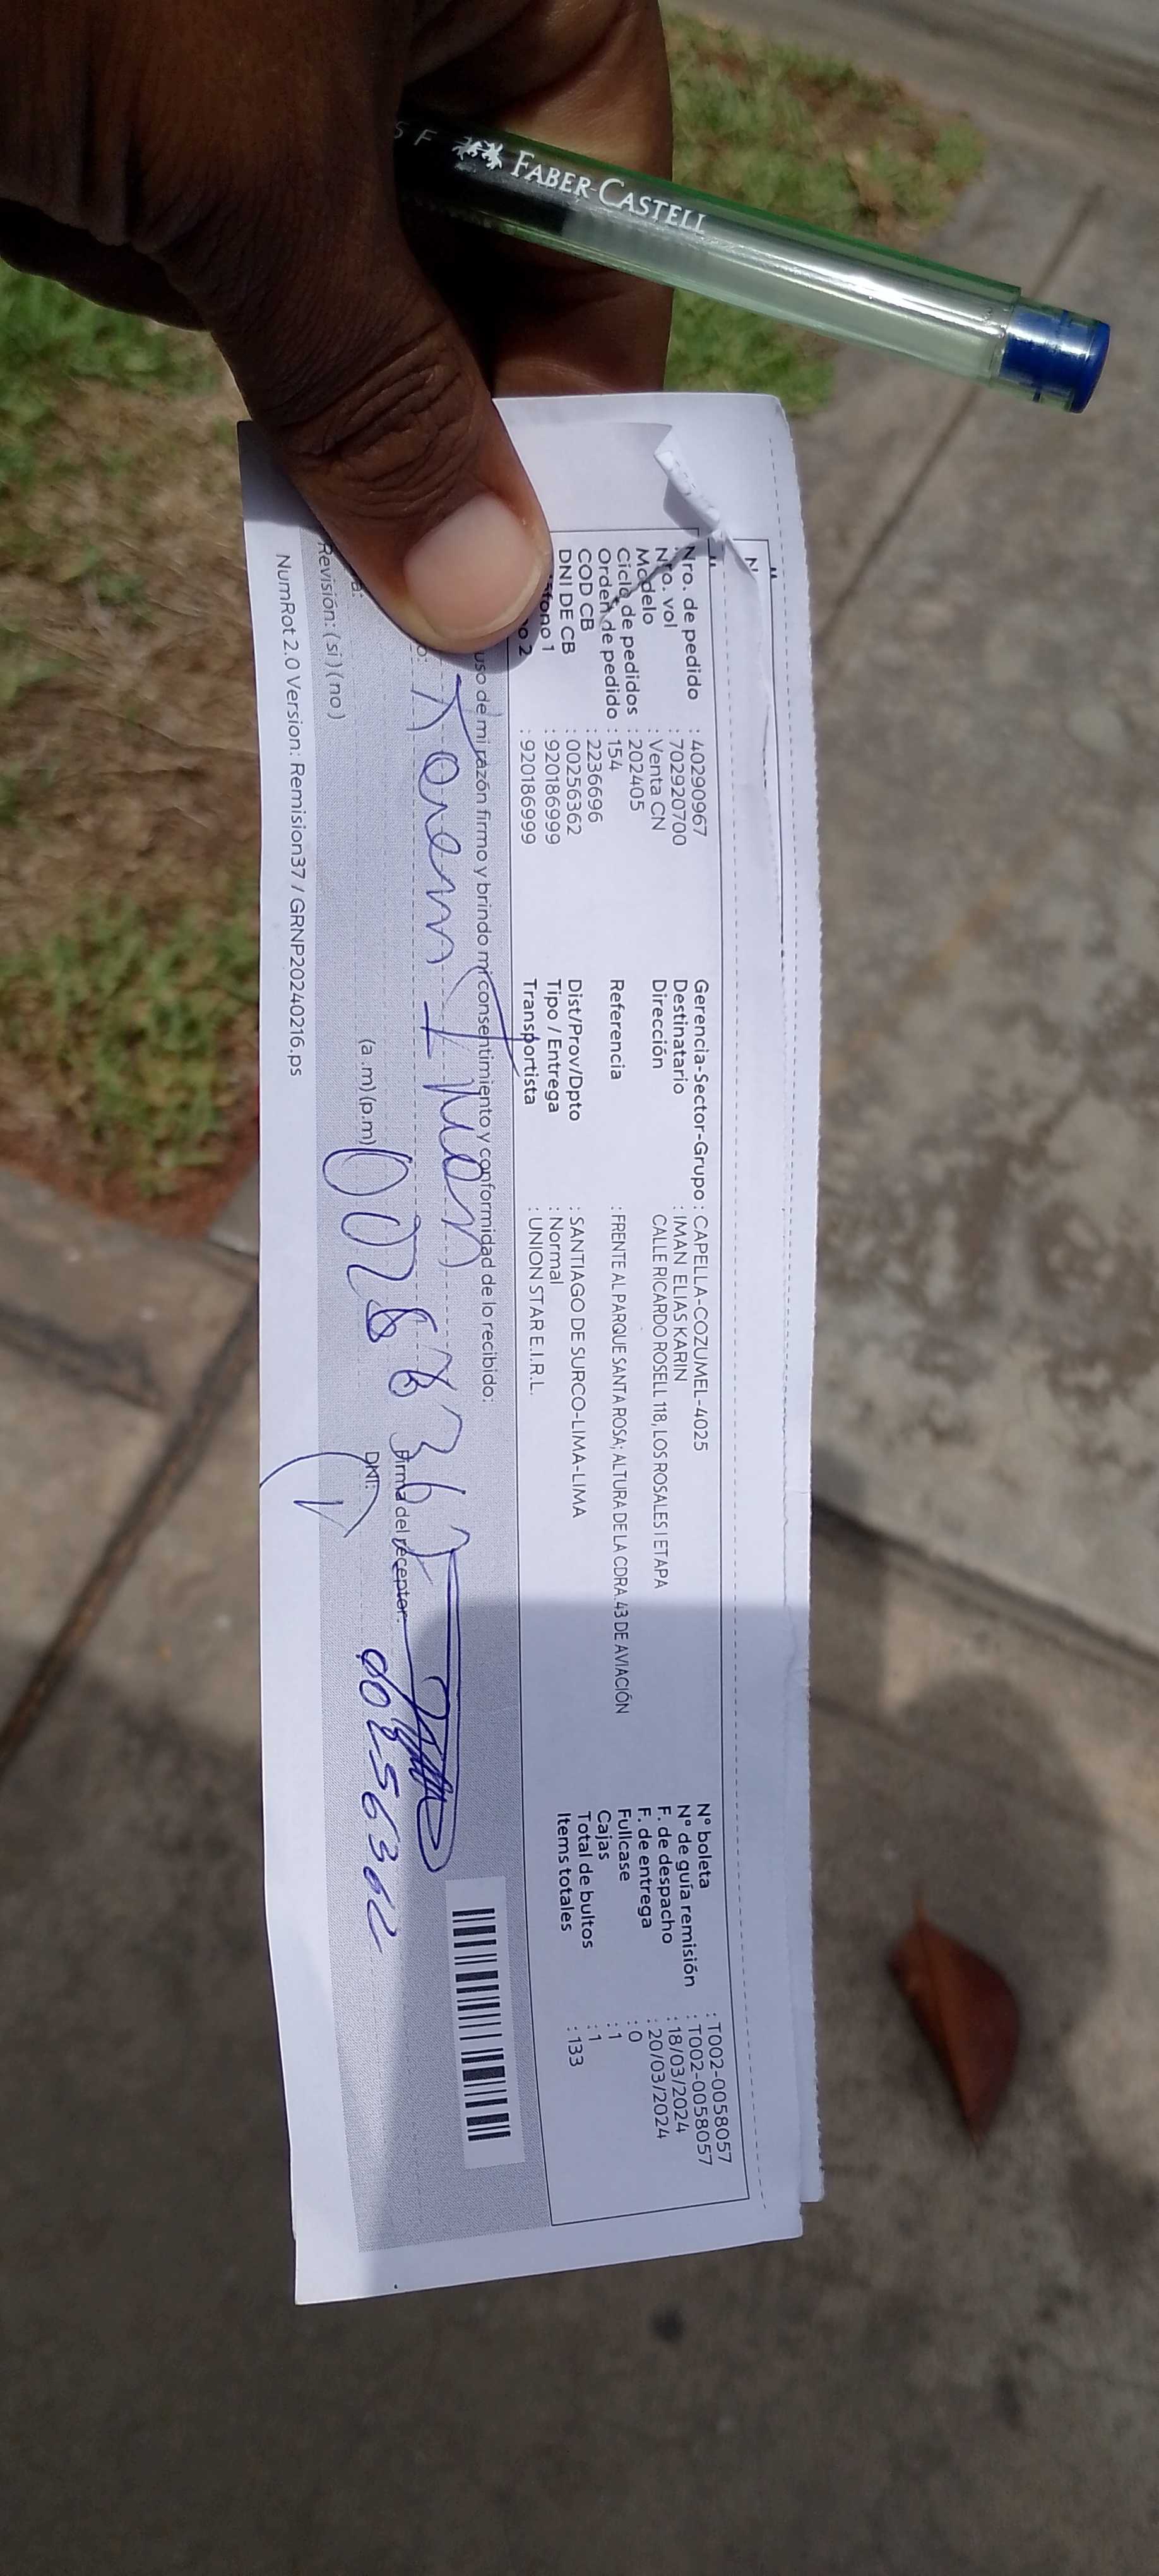 FABER-CASTELL
Nro. de pedido : 40290967
Nro. vol : 702920700
Modelo : Venta CN
Ciclo de pedidos : 202405
Orden de pedido : 154
COD CB : 2236696
DNI DE CB : 00256362
: 920186999
: 920186999
Gerencia-Sector-Grupo : CAPELLA-COZUMEL-4025
Destinatario : IMAN ELIAS KARIN
Dirección CALLE RICARDO ROSELL 118, LOS ROSALES I ETAPA
Referencia : FRENTE AL PARQUE SANTA ROSA; ALTURA DE LA CDRA. 43 DE AVIACIÓN
Dist/Prov/Dpto : SANTIAGO DE SURCO-LIMA-LIMA
Tipo / Entrega : Normal
Transportista : UNION STAR E.I.R.L.
N° boleta : T002-0058057
N° de guía remisión : T002-0058057
F. de despacho : 18/03/2024
F. de entrega : 20/03/2024
Fullcase : 0
Cajas : 1
Total de bultos : 1
Items totales : 133
uso de mi razón firmo y brindo mi consentimiento y conformidad de lo recibido:
Firma del receptor:
(a.m) (p.m)
DNI:
Revisión: (si) (no)
NumRot 2.0 Version: Remision37 / GRNP20240216.ps